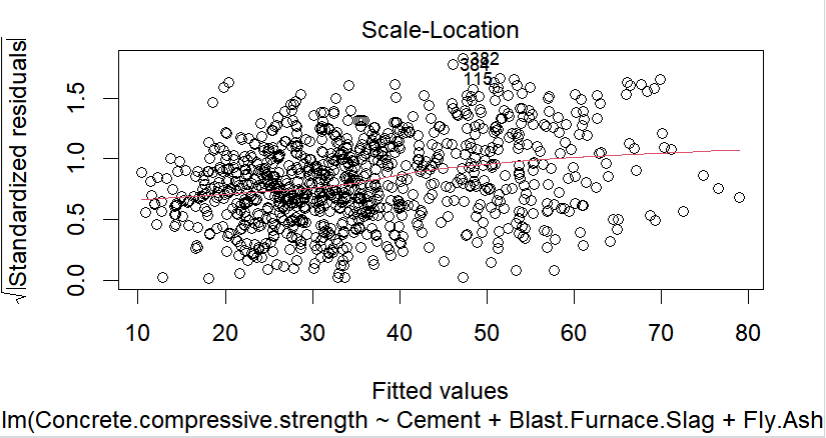 Scale-Location
√|Standardized residuals|
382
384
115
0.0 0.5 1.0 1.5
10 20 30 40 50 60 70 80
Fitted values
lm(Concrete.compressive.strength ~ Cement + Blast.Furnace.Slag + Fly.Ash